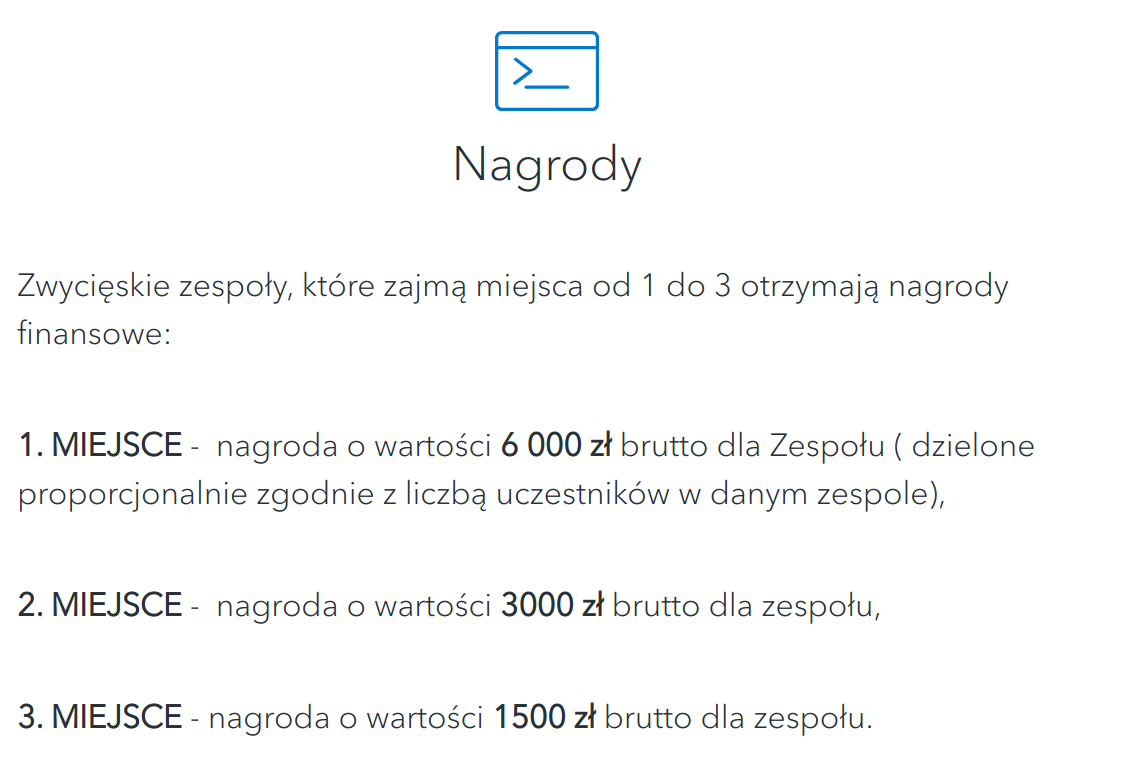 Nagrody
Zwycięskie zespoły, które zajmą miejsca od 1 do 3 otrzymają nagrody
finansowe:
1. MIEJSCE -  nagroda o wartości 6 000 zł brutto dla Zespołu ( dzielone
proporcjonalnie zgodnie z liczbą uczestników w danym zespole),
2. MIEJSCE -  nagroda o wartości 3000 zł brutto dla zespołu,
3. MIEJSCE - nagroda o wartości 1500 zł brutto dla zespołu.